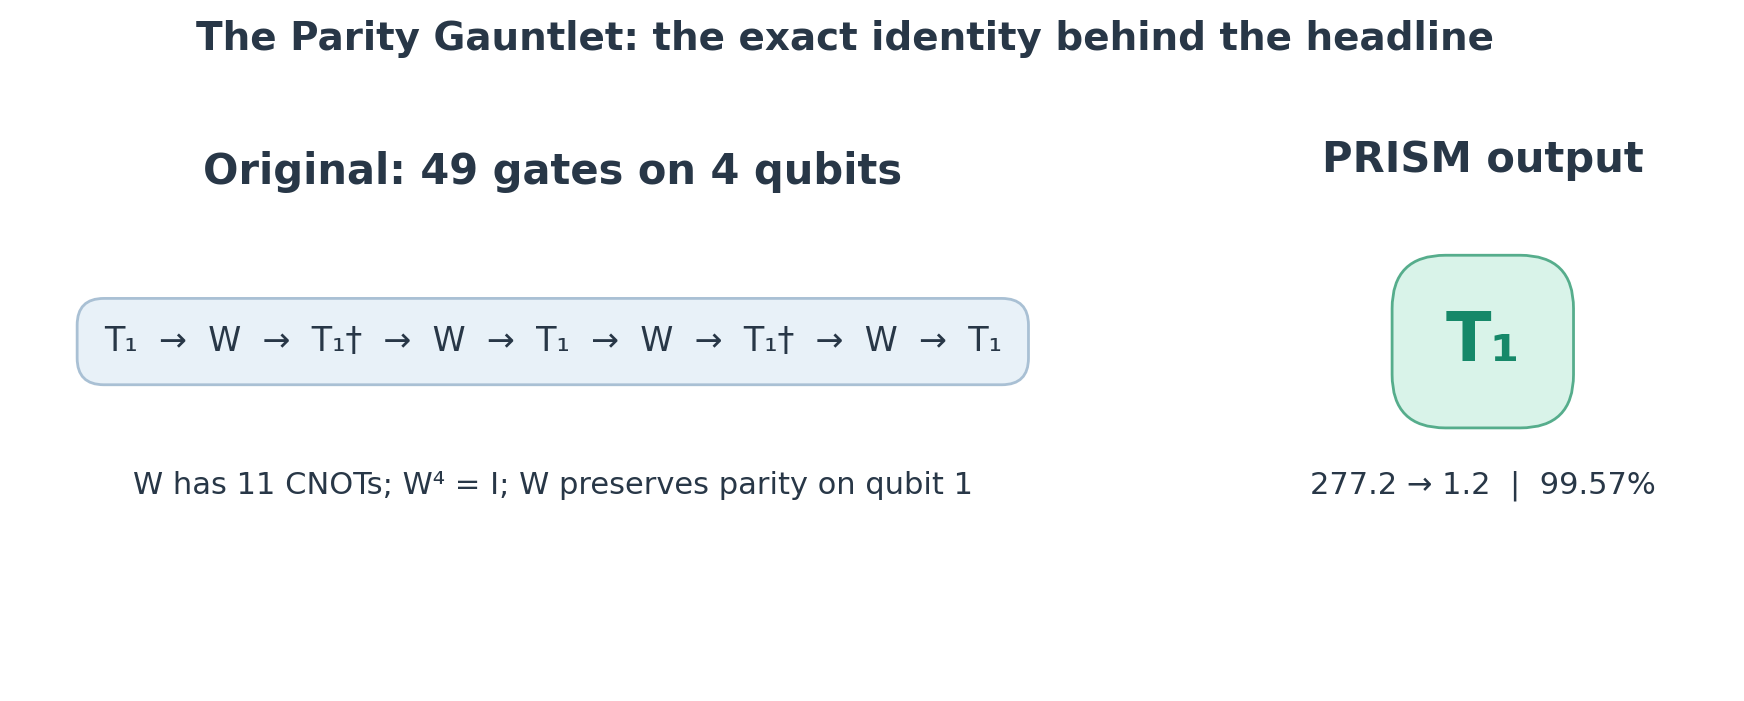 The Parity Gauntlet: the exact identity behind the headline
Original: 49 gates on 4 qubits
T₁ → W → T₁† → W → T₁ → W → T₁† → W → T₁
W has 11 CNOTs; W⁴ = I; W preserves parity on qubit 1
PRISM output
T₁
277.2 → 1.2 | 99.57%